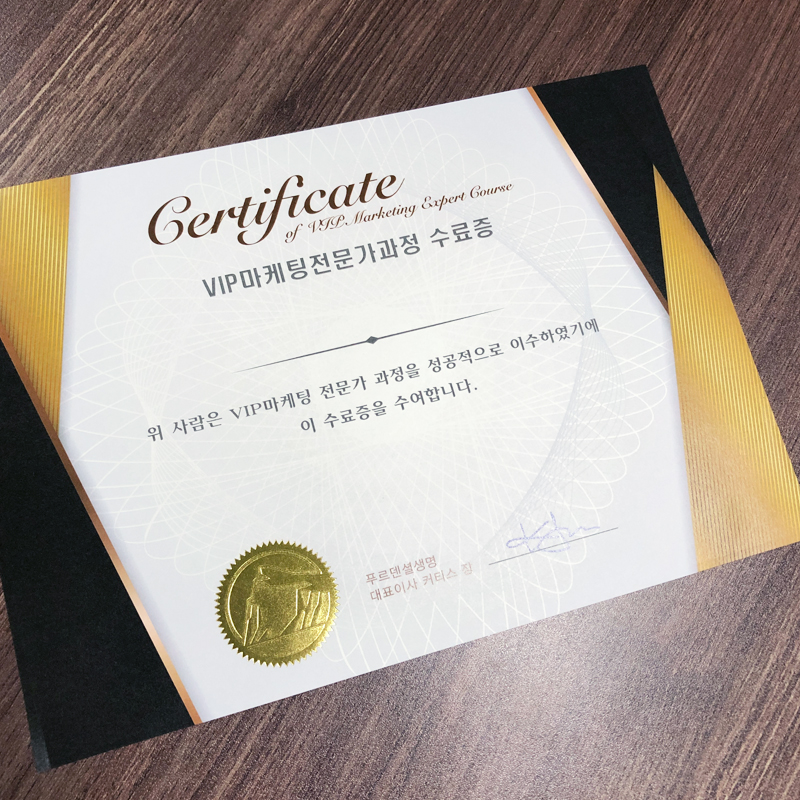 Certificate
of VIP Marketing Expert Course
VIP마케팅전문가과정 수료증
위 사람은 VIP마케팅 전문가 과정을 성공적으로 이수하였기에
이 수료증을 수여합니다.
푸르덴셜생명
대표이사 커티스 장